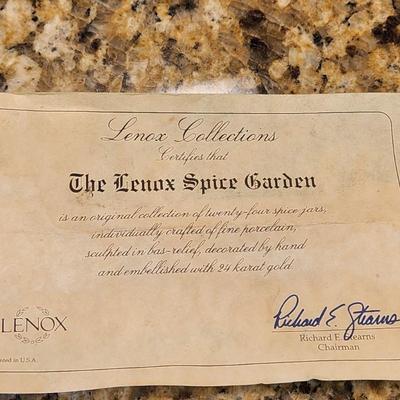 Lenox Collections
Certifies that
The Lenox Spice Garden
is an original collection of twenty-four spice jars,
individually crafted of fine porcelain,
sculpted in bas-relief, decorated by hand
and embellished with 24 karat gold
LENOX
Richard E. Stearns
Richard E. Stearns
Chairman
in U.S.A.